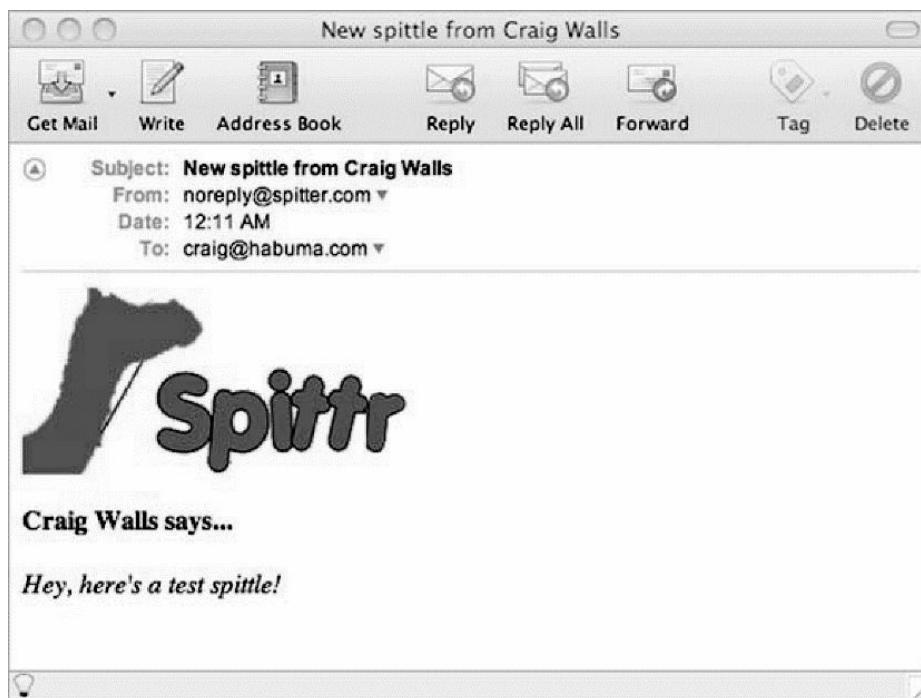 New spittle from Craig Walls
Get Mail Write Address Book Reply Reply All Forward Tag Delete
Subject: New spittle from Craig Walls
From: noreply@spitter.com
Date: 12:11 AM
To: craig@habuma.com
Spittr
Craig Walls says...
Hey, here's a test spittle!